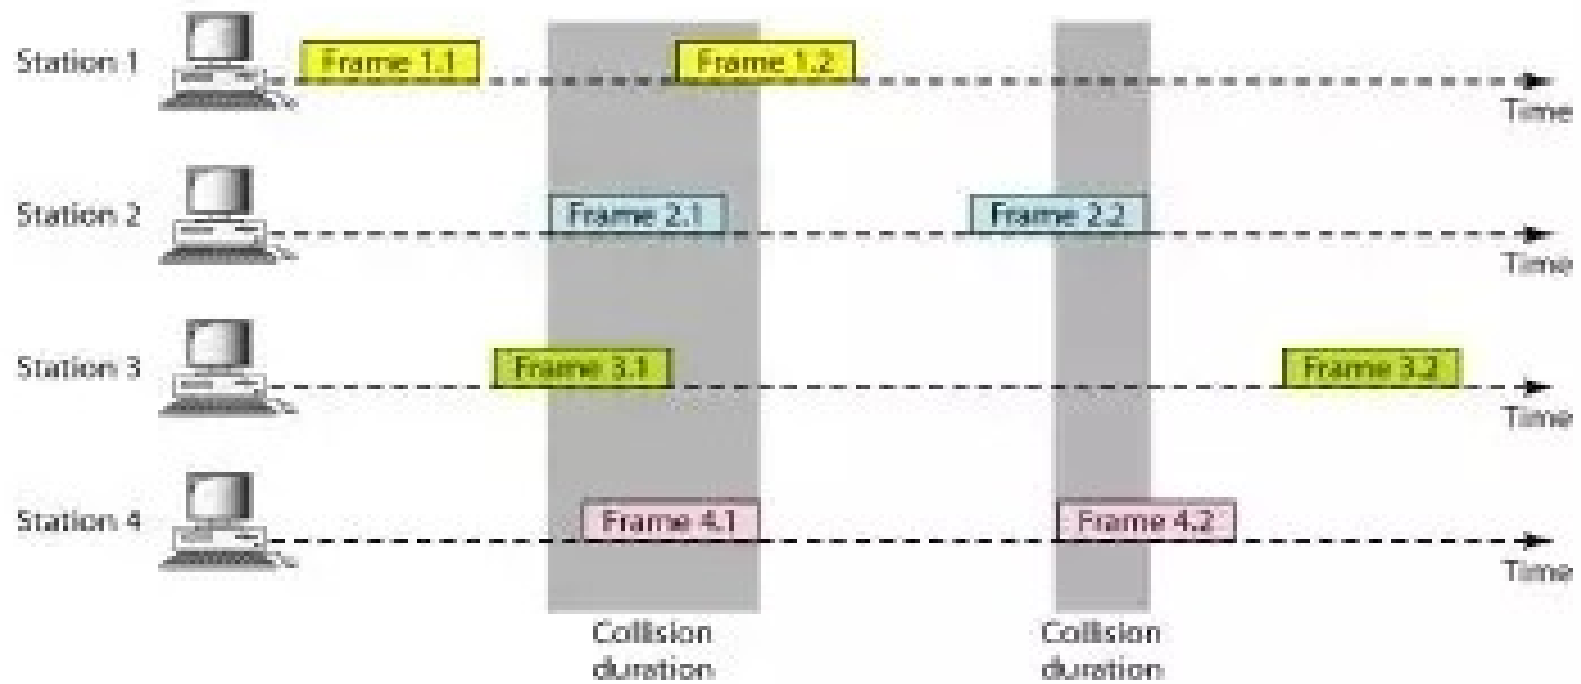 Station 1
Frame 1.1
Frame 1.2
Time
Station 2
Frame 2.1
Frame 2.2
Time
Station 3
Frame 3.1
Frame 3.2
Time
Station 4
Frame 4.1
Frame 4.2
Time
Collision
duration
Collision
duration